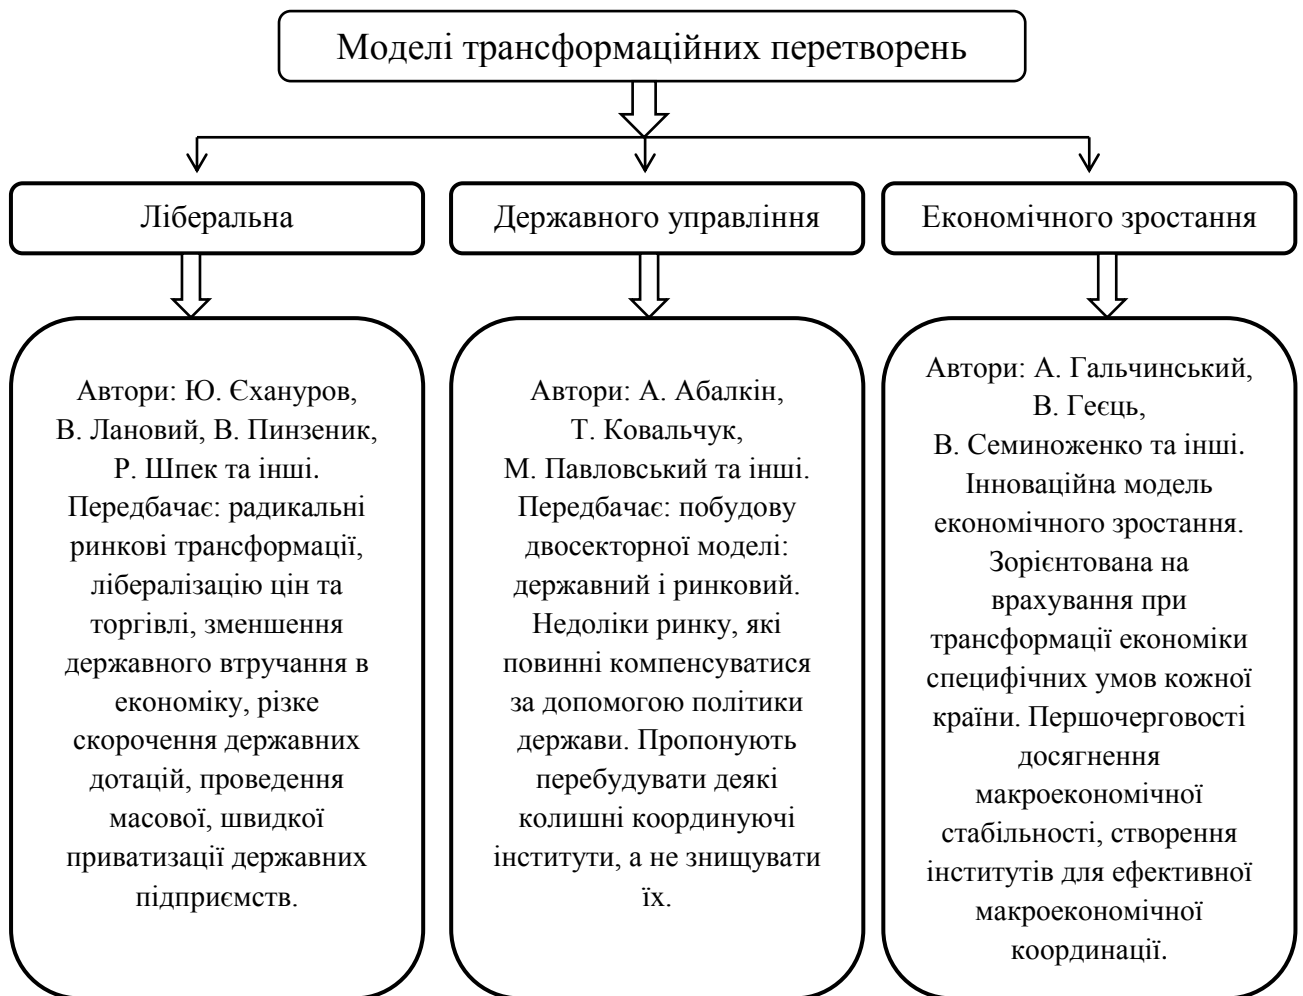 Моделі трансформаційних перетворень
Ліберальна
Державного управління
Економічного зростання
Автори: Ю. Єхануров,
В. Лановий, В. Пинзеник,
Р. Шпек та інші.
Передбачає: радикальні
ринкові трансформації,
лібералізацію цін та
торгівлі, зменшення
державного втручання в
економіку, різке
скорочення державних
дотацій, проведення
масової, швидкої
приватизації державних
підприємств.
Автори: А. Абалкін,
Т. Ковальчук,
М. Павловський та інші.
Передбачає: побудову
двосекторної моделі:
державний і ринковий.
Недоліки ринку, які
повинні компенсуватися
за допомогою політики
держави. Пропонують
перебудувати деякі
колишні координуючі
інститути, а не знищувати
їх.
Автори: А. Гальчинський,
В. Геєць,
В. Семиноженко та інші.
Інноваційна модель
економічного зростання.
Зорієнтована на
врахування при
трансформації економіки
специфічних умов кожної
країни. Першочерговості
досягнення
макроекономічної
стабільності, створення
інститутів для ефективної
макроекономічної
координації.